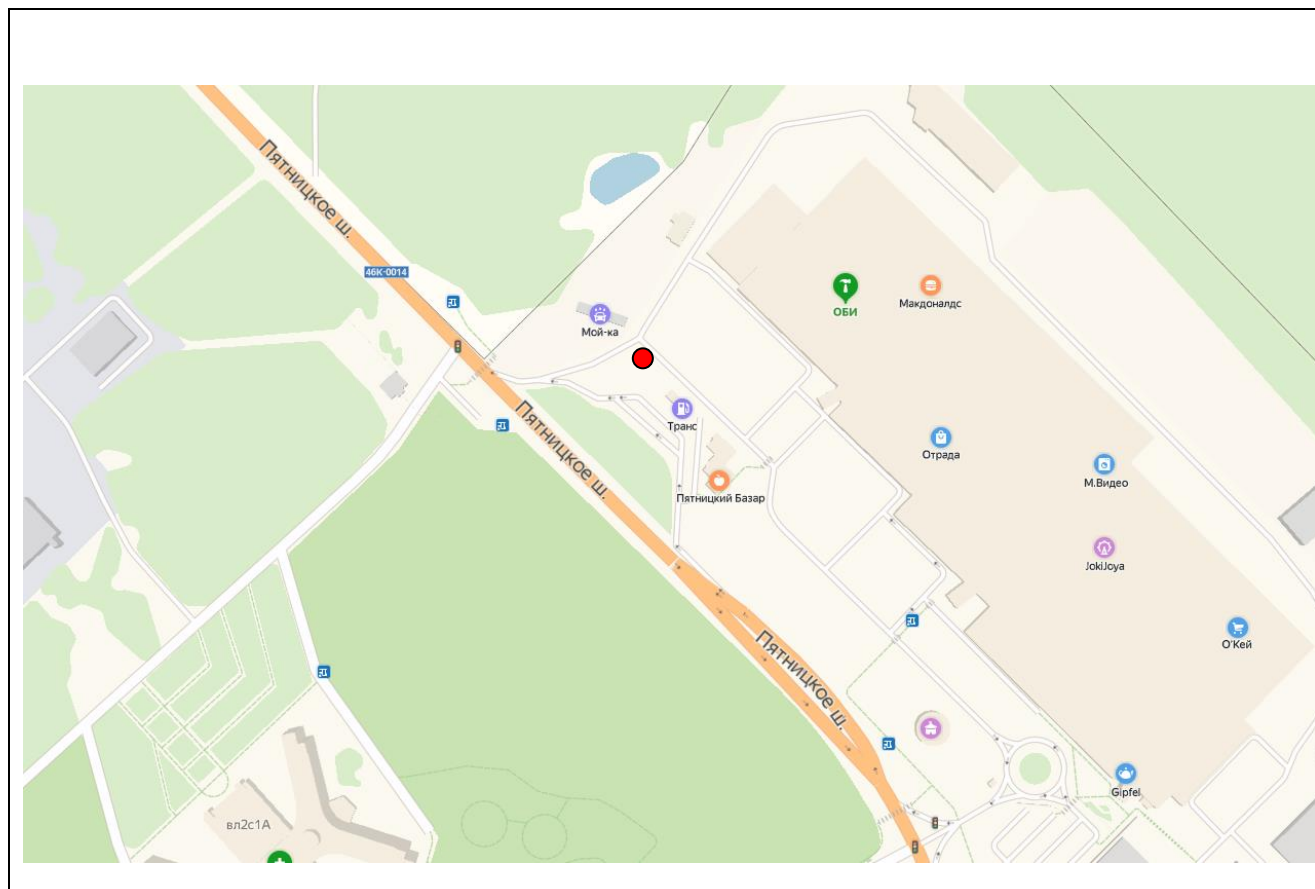 Пятницкое ш.
46К-0014
Мой-ка
ОБИ
Макдоналдс
Пятницкое ш.
Транс
Отрада
М.Видео
Пятницкий Базар
JokiJoya
О'Кей
Пятницкое ш.
Gipfel
вл2с1А